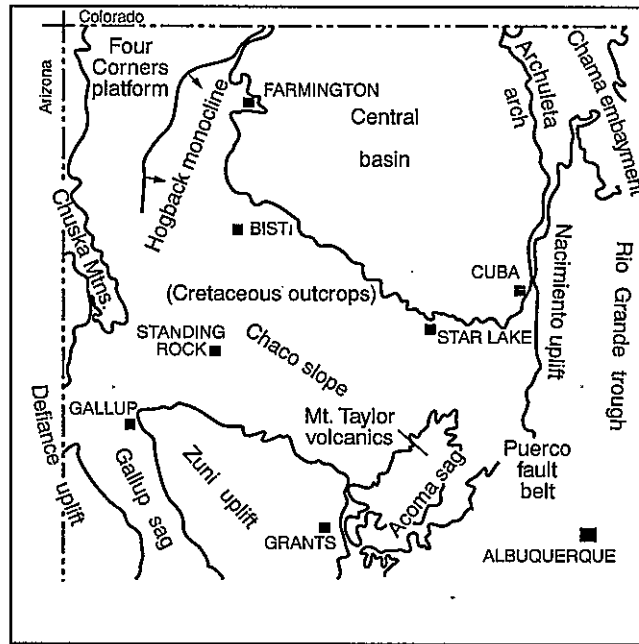 Colorado
Arizona
Four
Corners
platform
FARMINGTON
Hogback monocline
Central
basin
Archuleta
arch
Chama embayment
BISTI
Chuska Mtns.
(Cretaceous outcrops)
CUBA
Nacimiento uplift
Rio Grande trough
STANDING
ROCK
Chaco slope
STAR LAKE
Defiance uplift
GALLUP
Gallup sag
Zuni uplift
Mt. Taylor
volcanics
Acoma sag
Puerco
fault
belt
GRANTS
ALBUQUERQUE